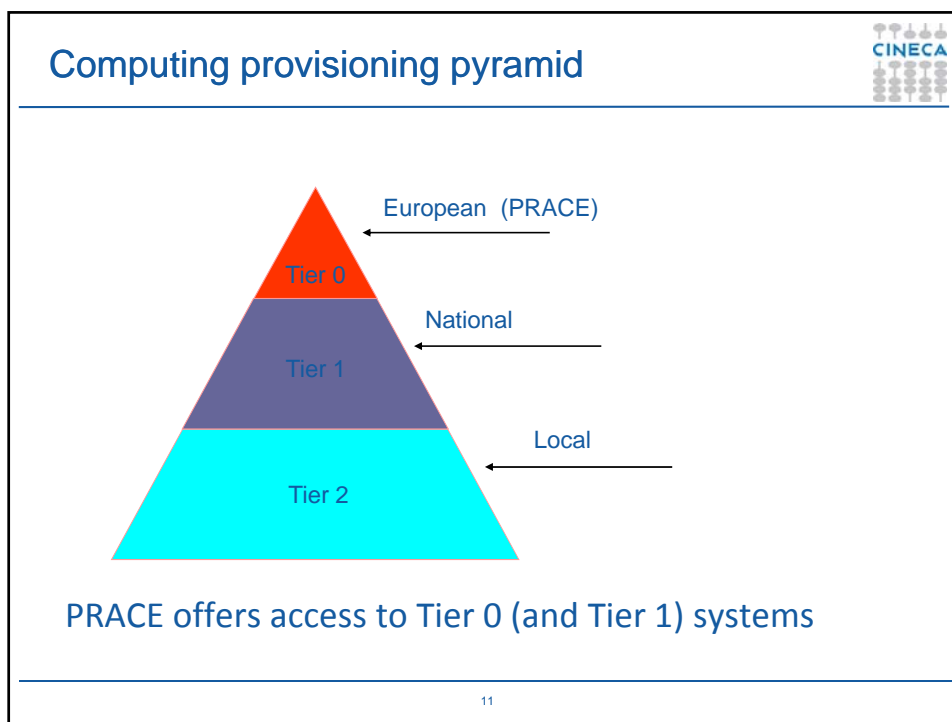 Computing provisioning pyramid
CINECA
European (PRACE)
Tier 0
National
Tier 1
Local
Tier 2
PRACE offers access to Tier 0 (and Tier 1) systems
11